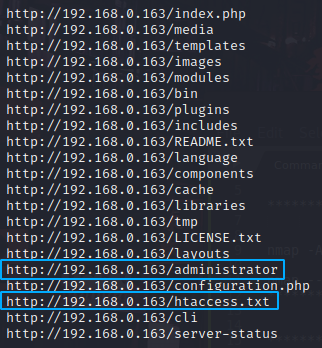 http://192.168.0.163/index.php
http://192.168.0.163/media
http://192.168.0.163/templates
http://192.168.0.163/images
http://192.168.0.163/modules
http://192.168.0.163/bin
http://192.168.0.163/plugins
http://192.168.0.163/includes
http://192.168.0.163/README.txt
http://192.168.0.163/language
http://192.168.0.163/components
http://192.168.0.163/cache
http://192.168.0.163/libraries
http://192.168.0.163/tmp
http://192.168.0.163/LICENSE.txt
http://192.168.0.163/layouts
http://192.168.0.163/administrator
http://192.168.0.163/configuration.php
http://192.168.0.163/htaccess.txt
http://192.168.0.163/cli
http://192.168.0.163/server-status